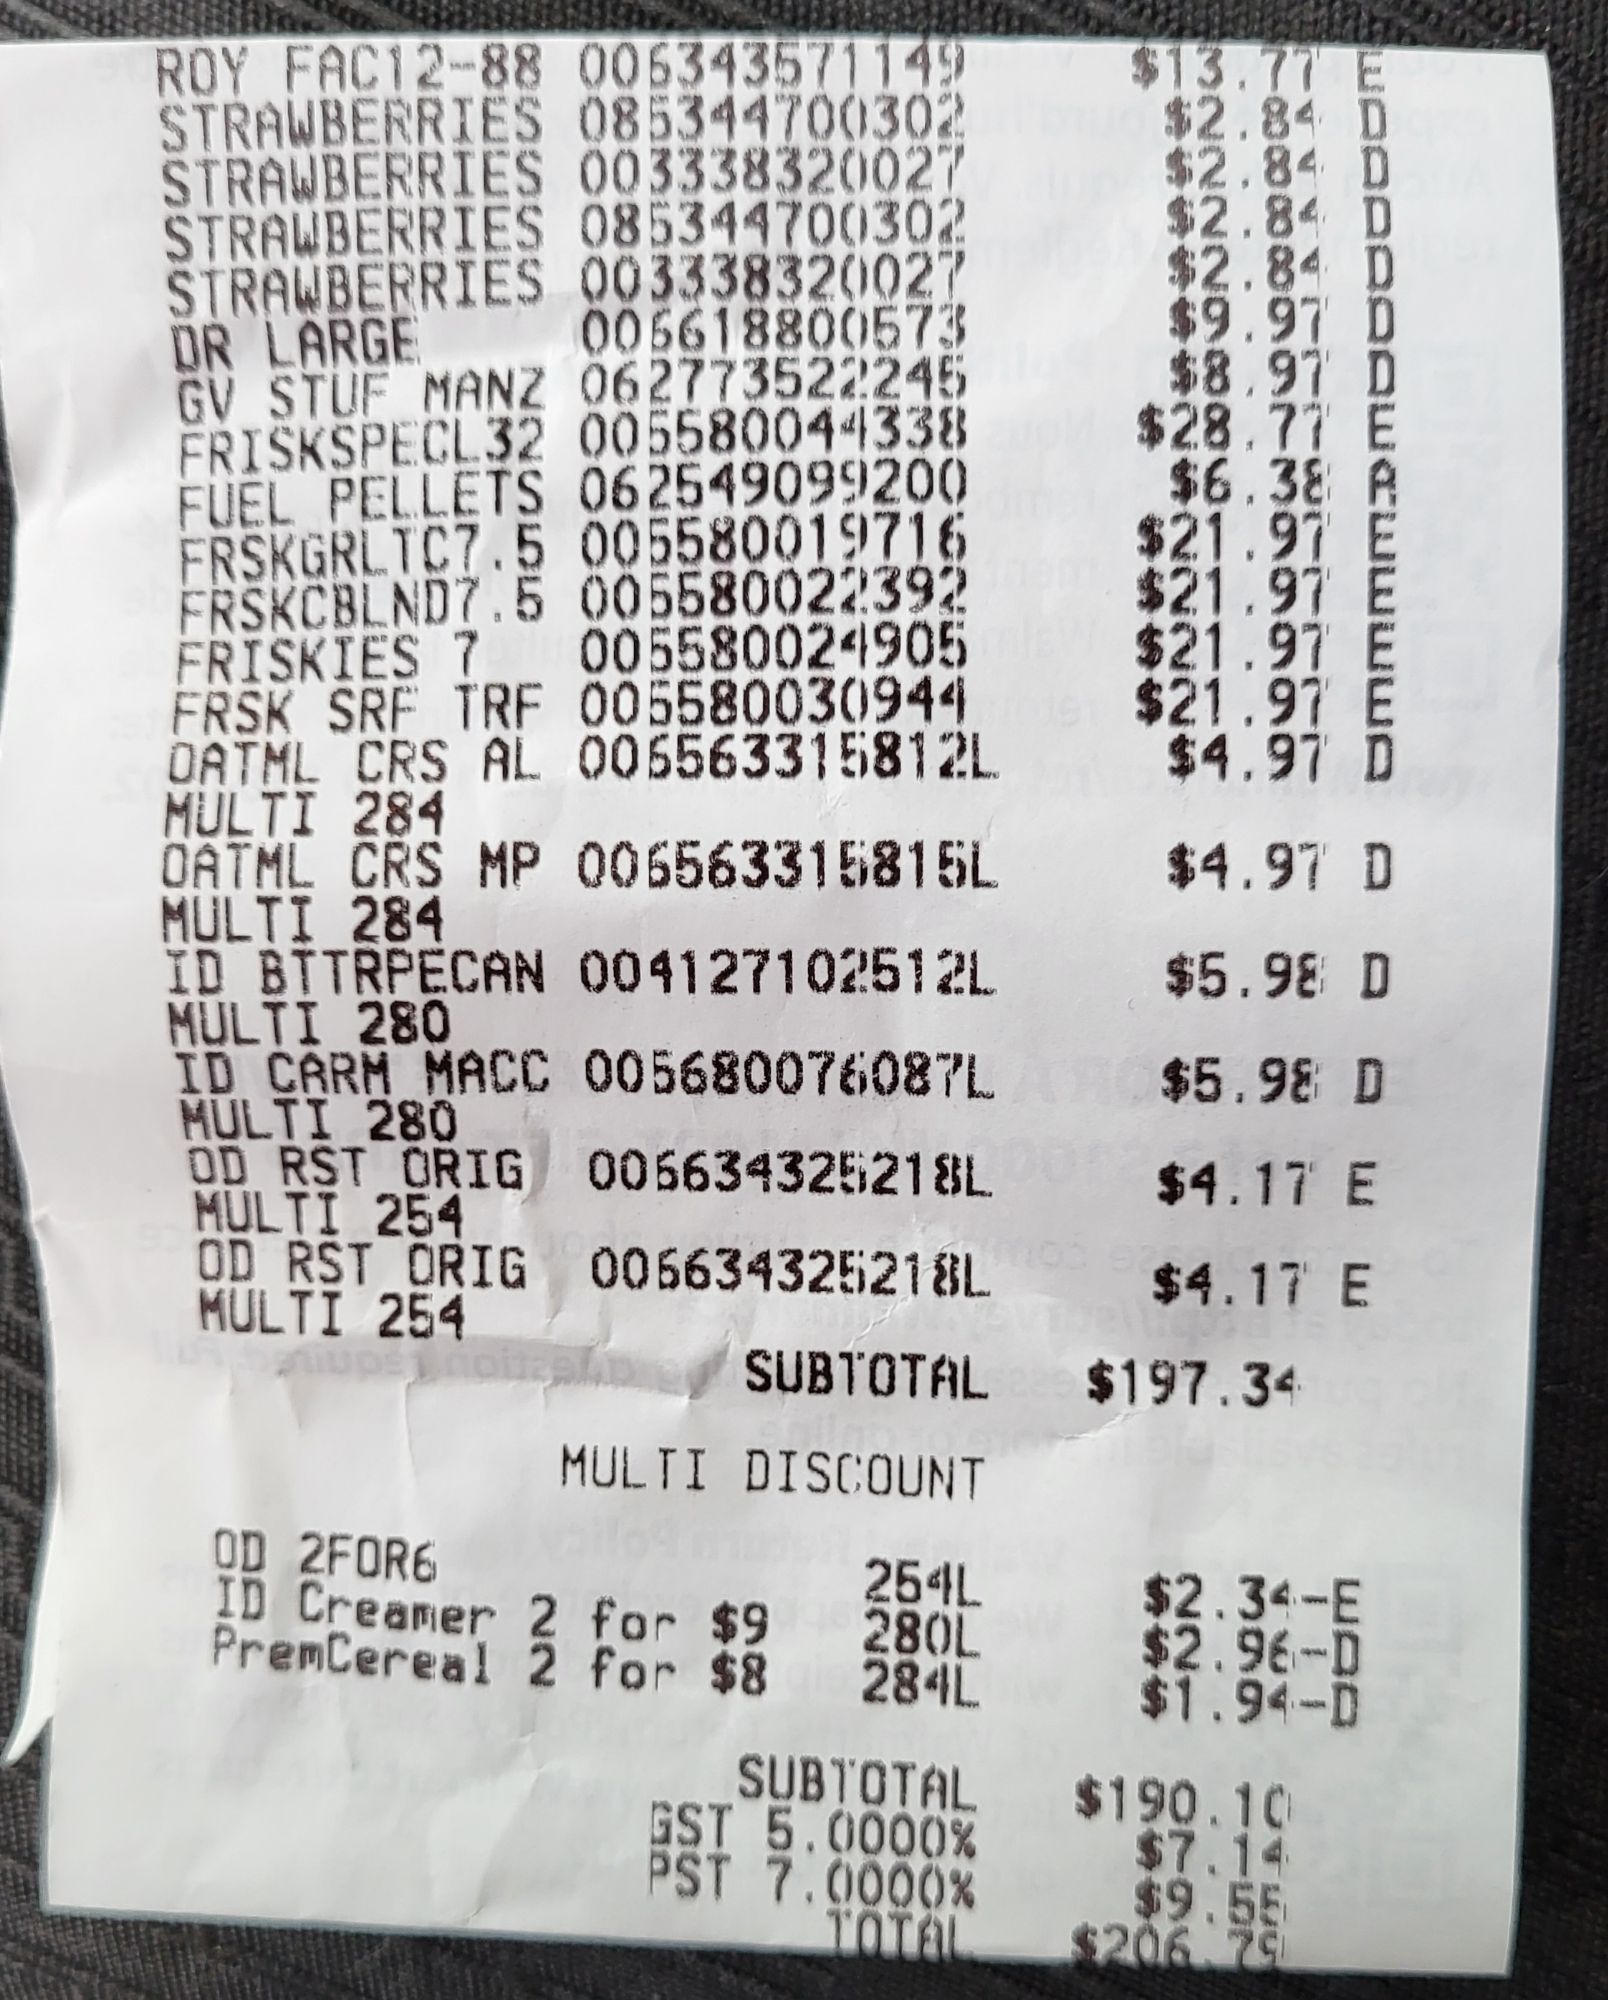 ROY FAC12-88 006343571149 $13.77 E
STRAWBERRIES 085344700302 $2.84 D
STRAWBERRIES 003338320027 $2.84 D
STRAWBERRIES 085344700302 $2.84 D
STRAWBERRIES 003338320027 $2.84 D
DR LARGE 006618800573 $9.97 D
GV STUF MANZ 062773522245 $8.97 D
FRISKSPECL32 005580044338 $28.77 E
FUEL PELLETS 062549099200 $6.38 A
FRSKGRLTC7.5 005580019716 $21.97 E
FRSKCBLND7.5 005580022392 $21.97 E
FRISKIES 7 005580024905 $21.97 E
FRSK SRF TRF 005580030944 $21.97 E
OATML CRS AL 006563315812L $4.97 D
MULTI 284
OATML CRS MP 006563315815L $4.97 D
MULTI 284
ID BTTRPECAN 004127102512L $5.98 D
MULTI 280
ID CARM MACC 005680076087L $5.98 D
MULTI 280
OD RST ORIG 006634325218L $4.17 E
MULTI 254
OD RST ORIG 006634325218L $4.17 E
MULTI 254
SUBTOTAL $197.34
MULTI DISCOUNT
OD 2FOR6 254L $2.34-E
ID Creamer 2 for $9 280L $2.96-D
PremCereal 2 for $8 284L $1.94-D
SUBTOTAL $190.10
GST 5.0000% $7.14
PST 7.0000% $9.55
TOTAL $206.79